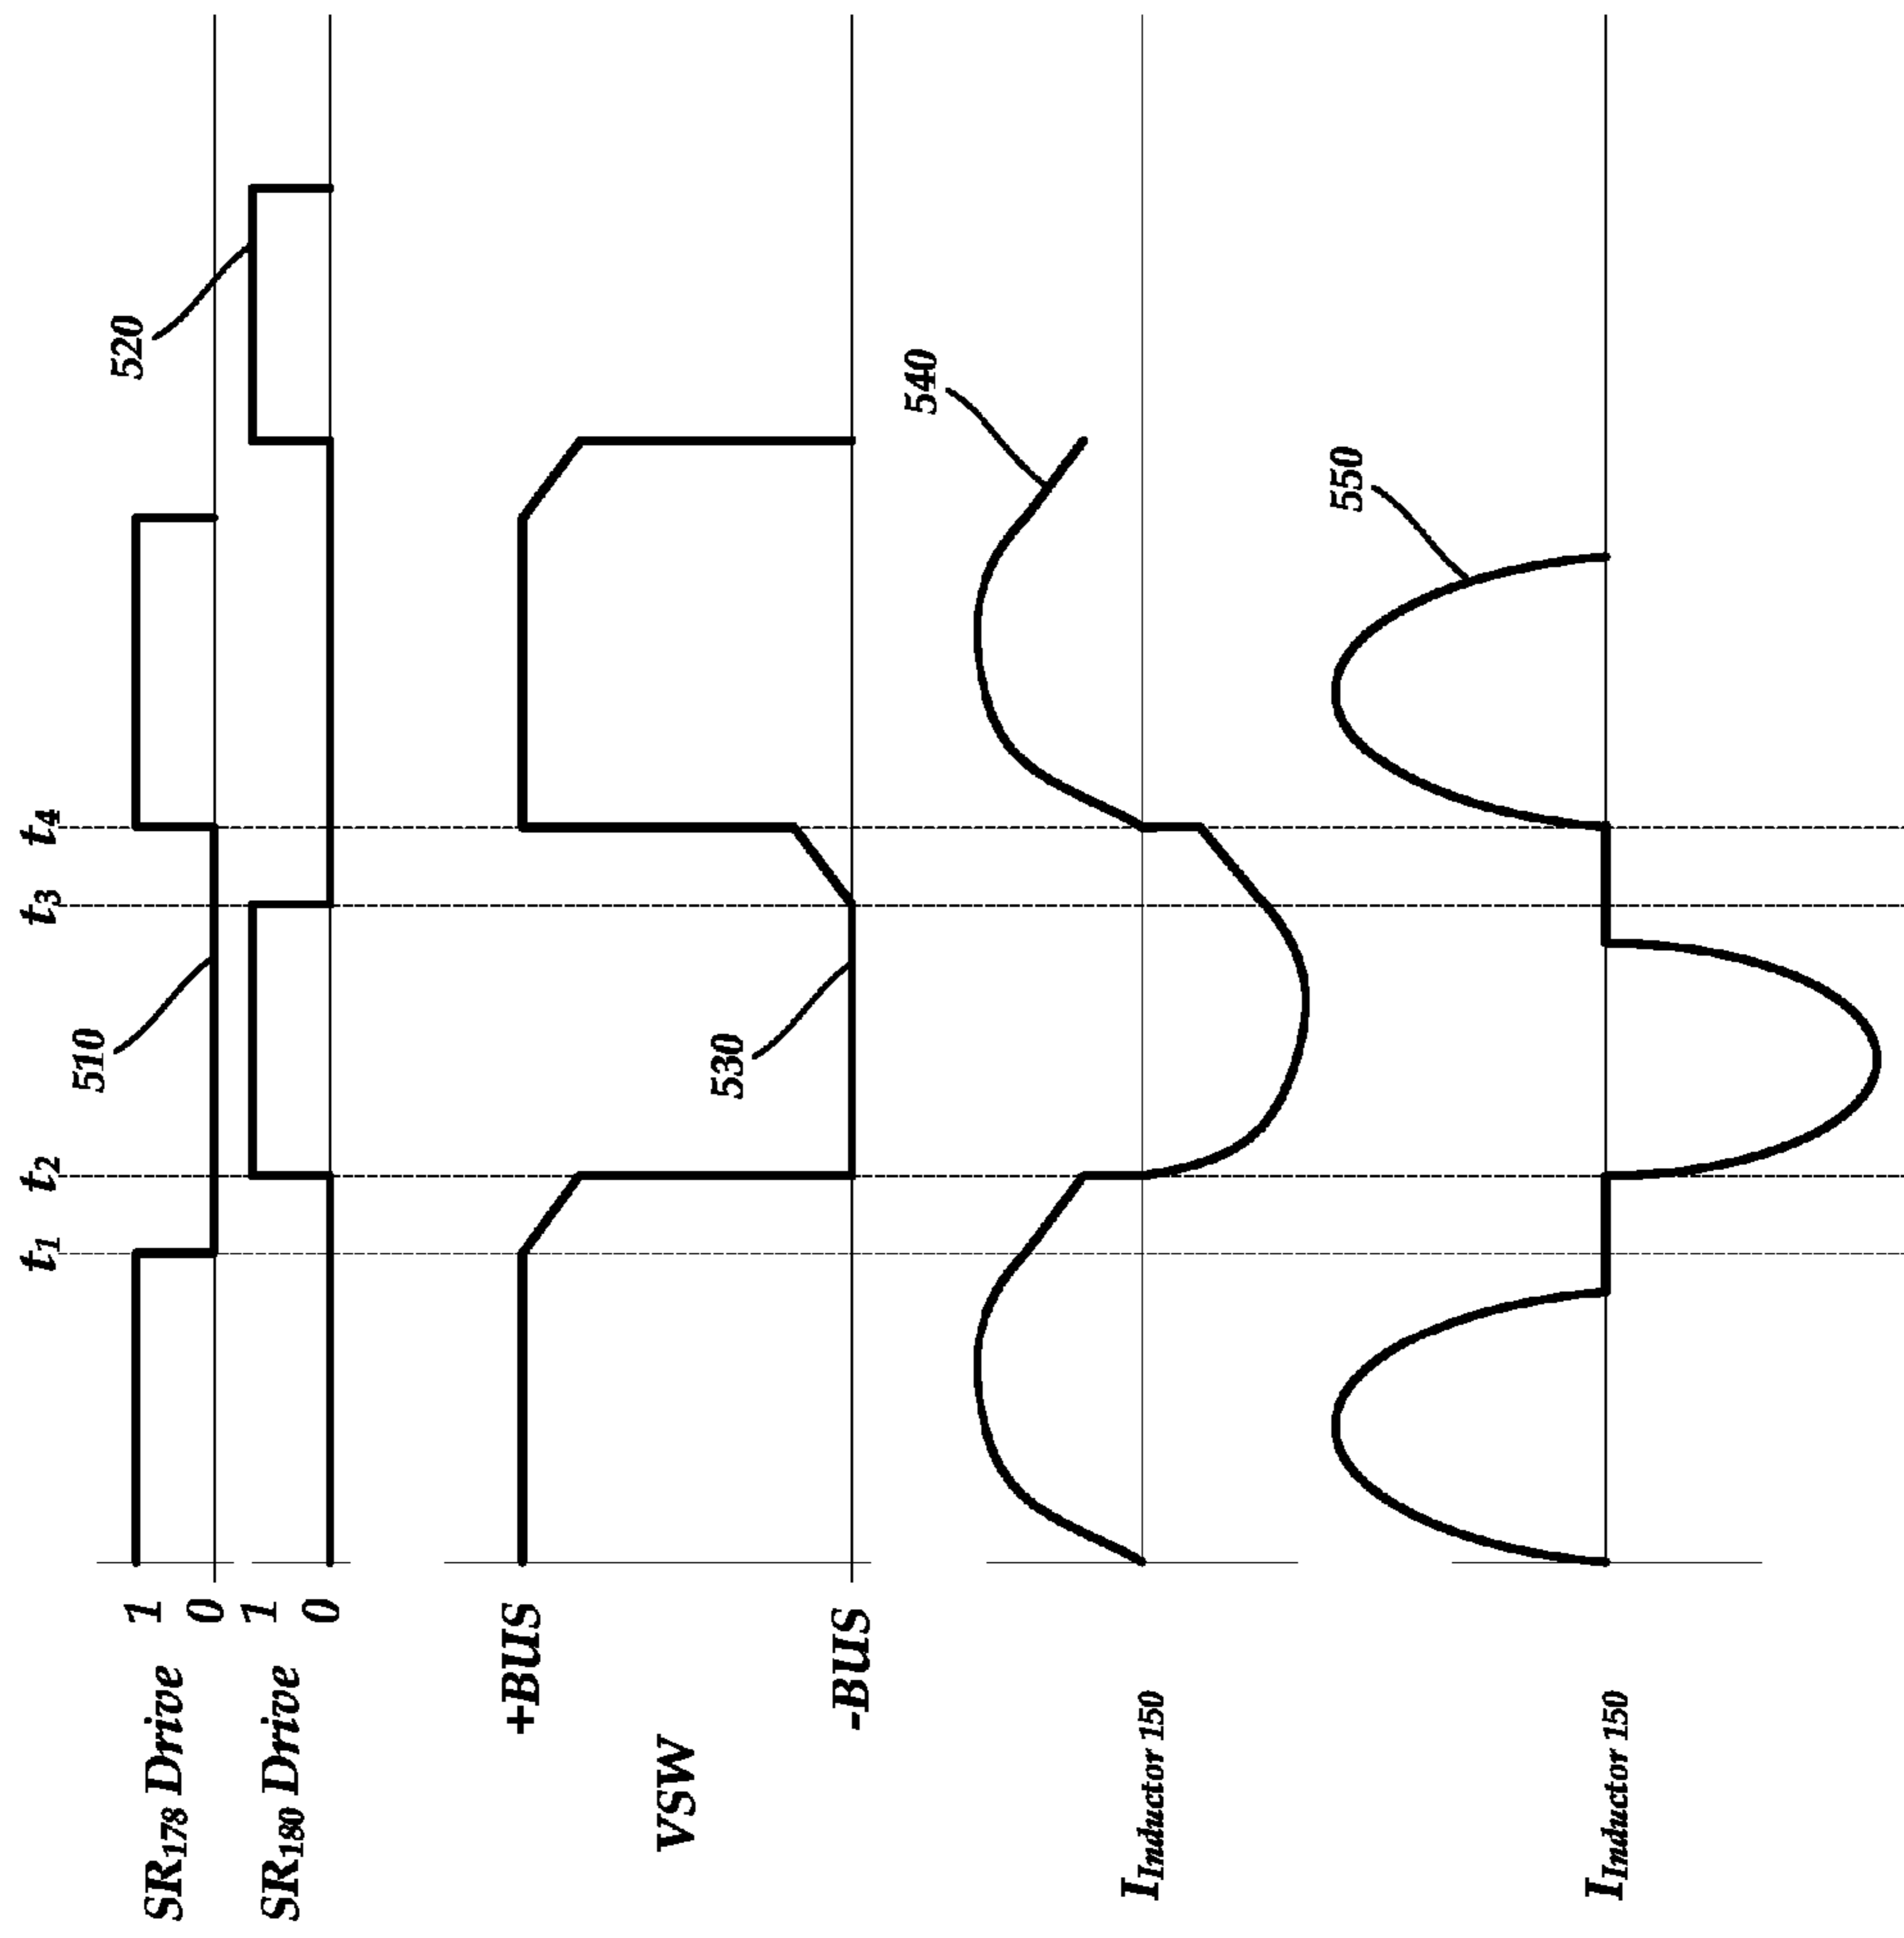 t1 t2 t3 t4
SR178 Drive
1
0
510
SR180 Drive
1
0
520
+BUS
VSW
-BUS
530
IInductor 150
540
IInductor 150
550